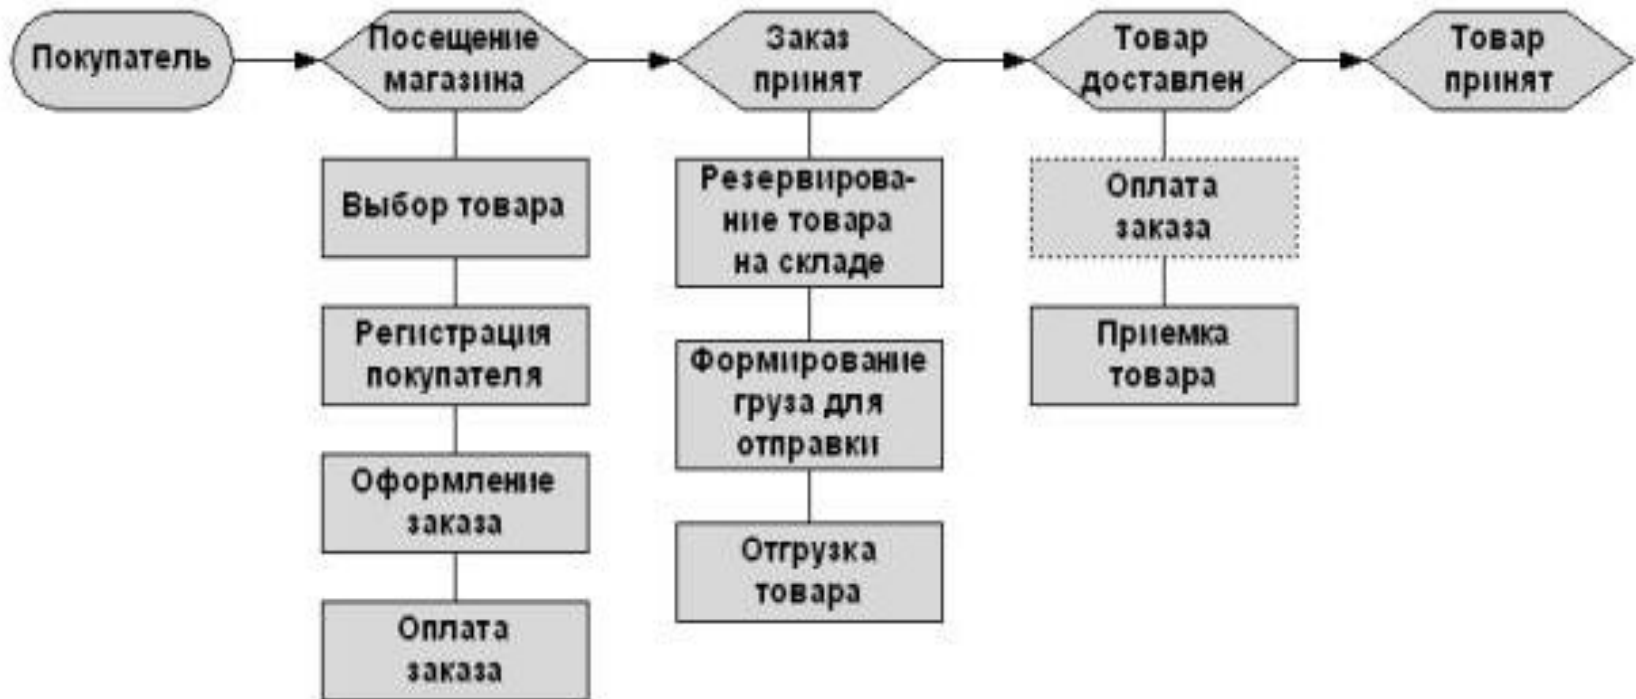 Покупатель
Посещение
магазина
Заказ
принят
Товар
доставлен
Товар
принят
Выбор товара
Регистрация
покупателя
Оформление
заказа
Оплата
заказа
Резервирова-
ние товара
на складе
Формирование
груза для
отправки
Отгрузка
товара
Оплата
заказа
Приемка
товара